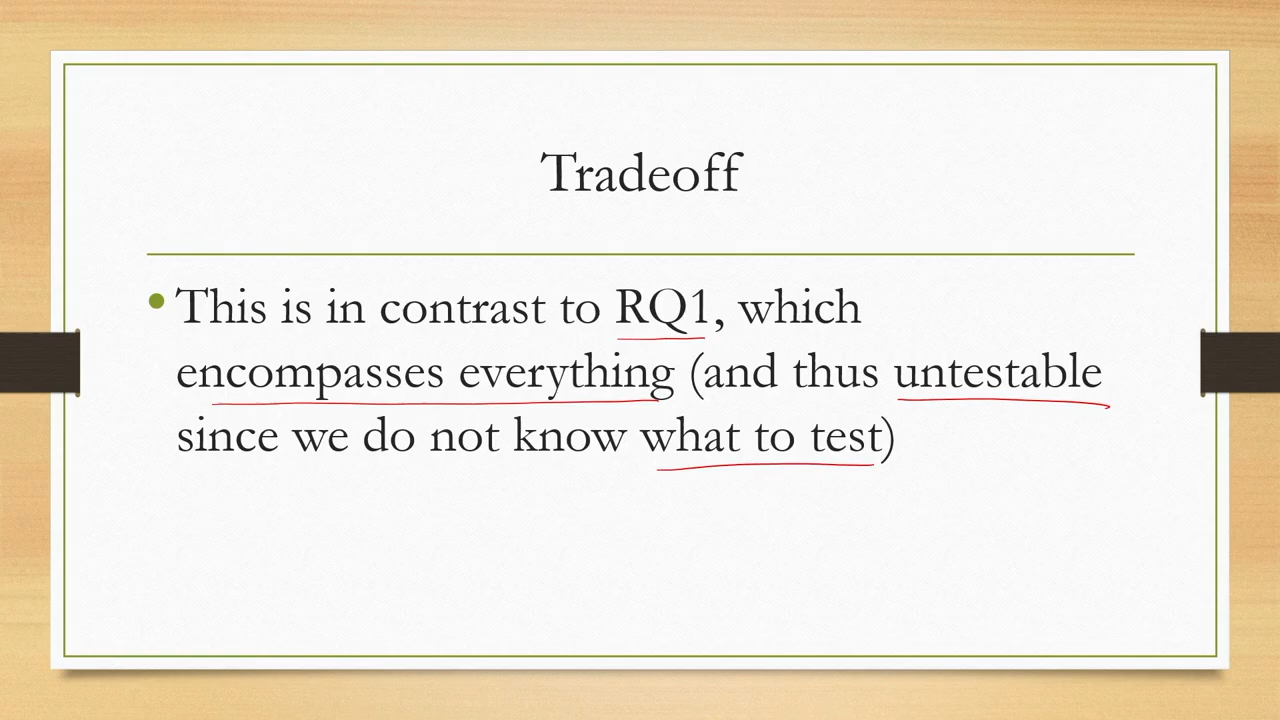 Tradeoff
• This is in contrast to RQ1, which
encompasses everything (and thus untestable
since we do not know what to test)